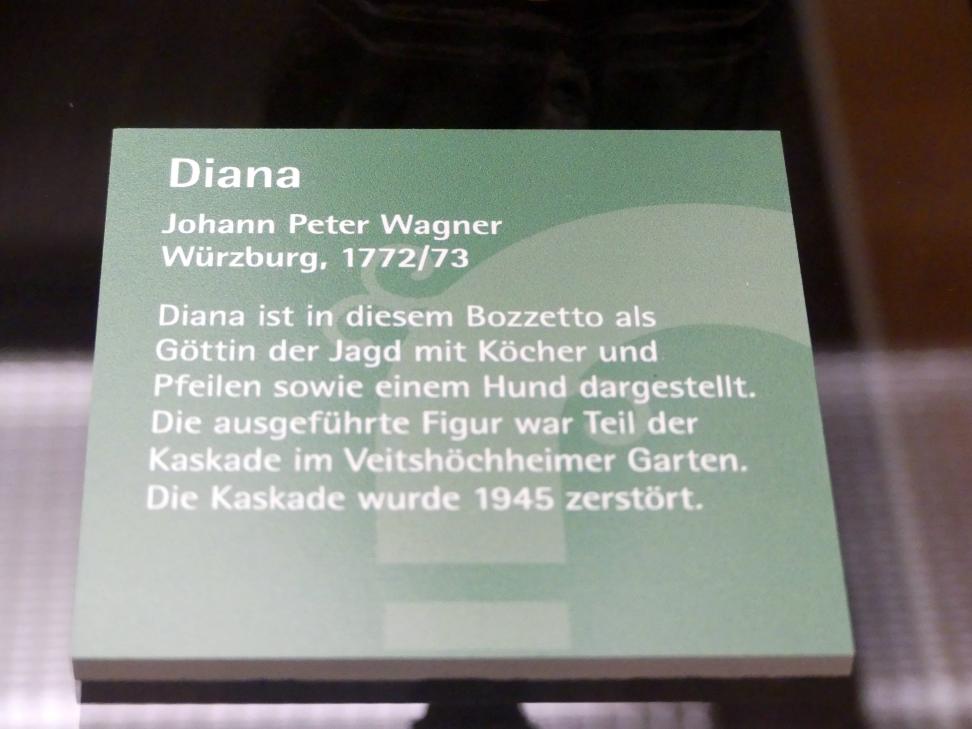 Diana
Johann Peter Wagner
Würzburg, 1772/73
Diana ist in diesem Bozzetto als
Göttin der Jagd mit Köcher und
Pfeilen sowie einem Hund dargestellt.
Die ausgeführte Figur war Teil der
Kaskade im Veitshöchheimer Garten.
Die Kaskade wurde 1945 zerstört.